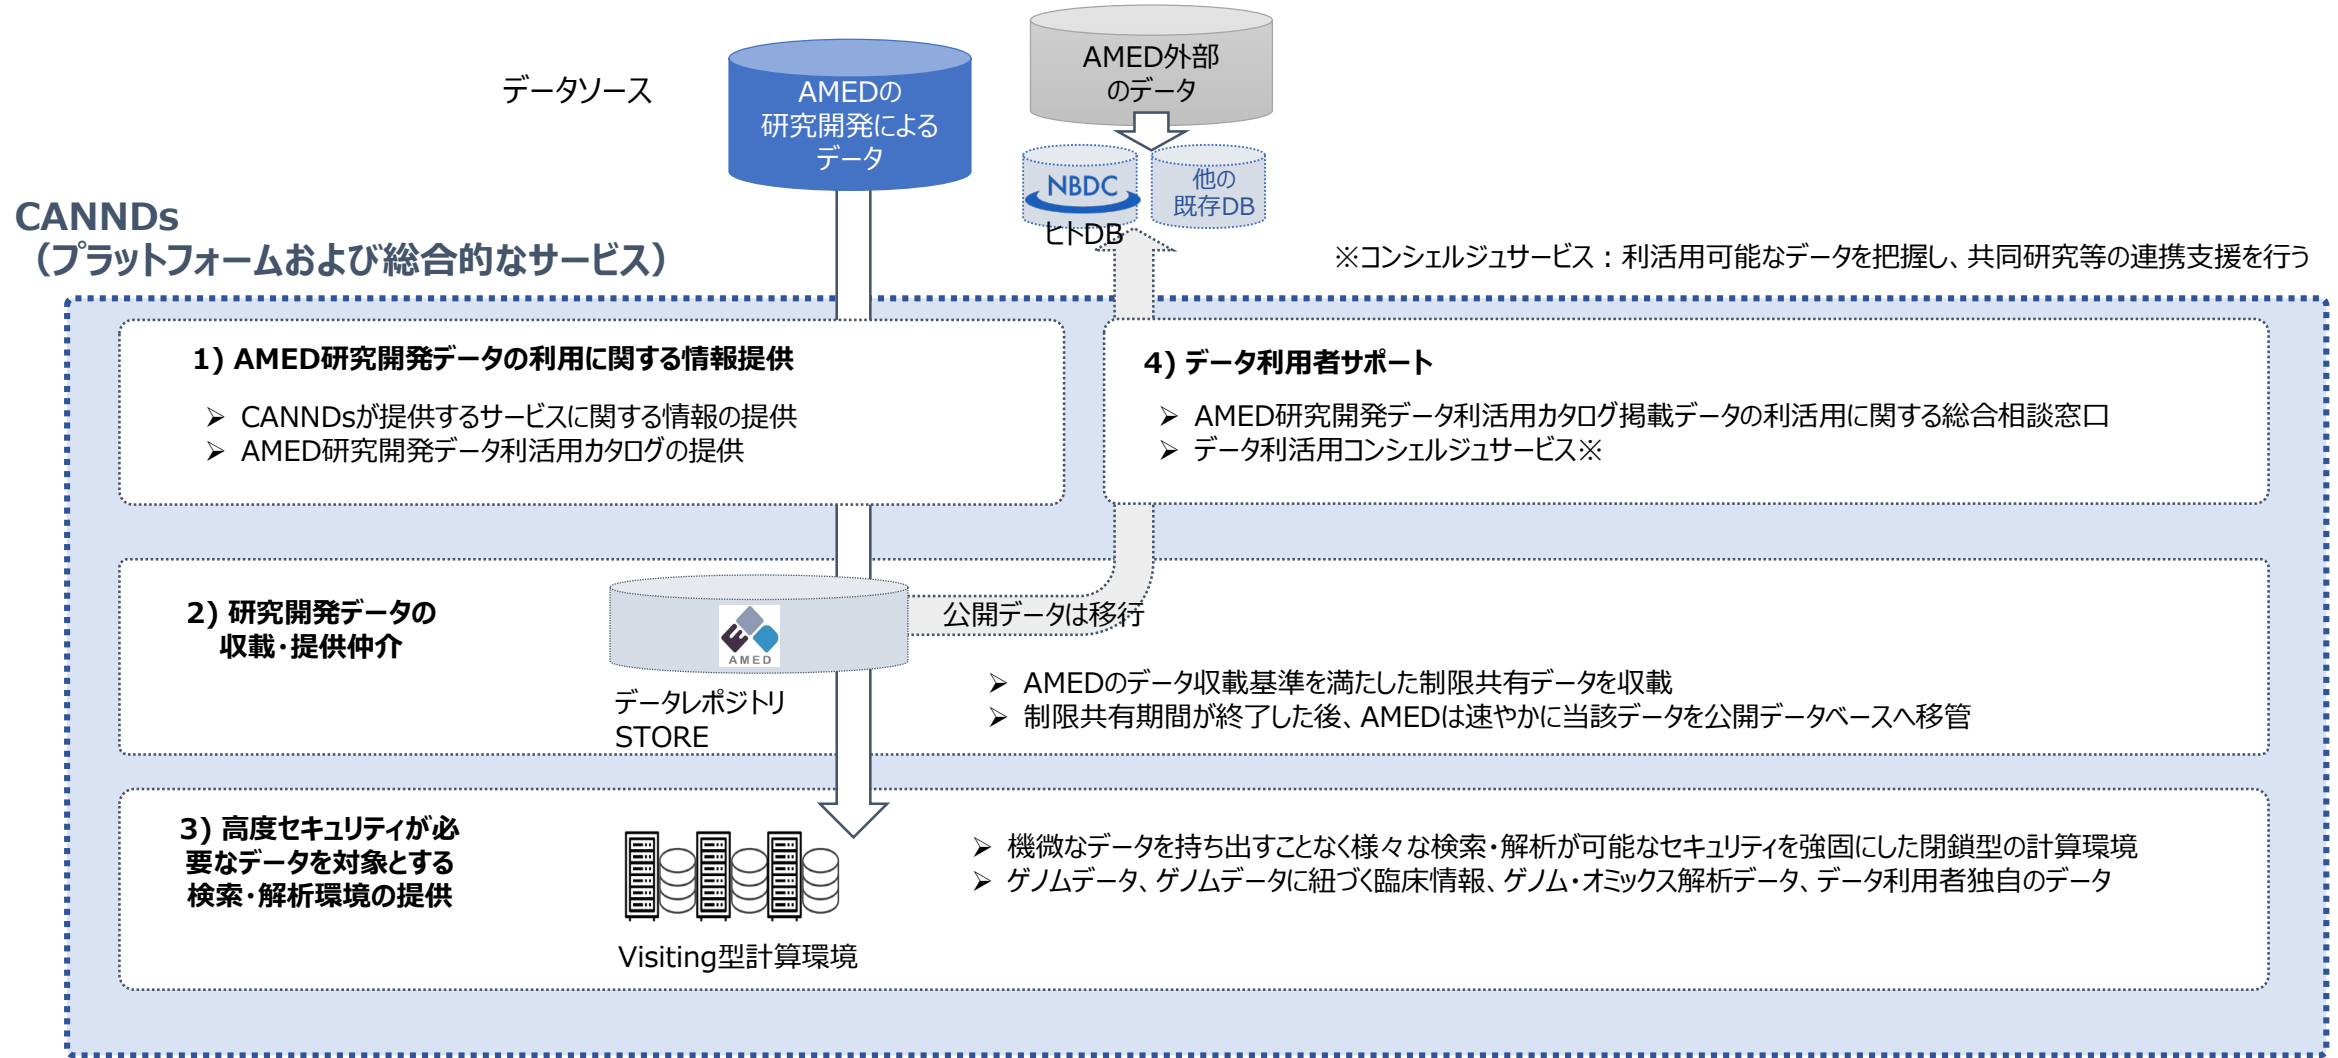 データソース
AMEDの
研究開発による
データ
AMED外部
のデータ
NBDC
ヒトDB
他の
既存DB
CANNDs
（プラットフォームおよび総合的なサービス）
※コンシェルジュサービス：利活用可能なデータを把握し、共同研究等の連携支援を行う
1) AMED研究開発データの利用に関する情報提供
➢ CANNDsが提供するサービスに関する情報の提供
➢ AMED研究開発データ利活用カタログの提供
4) データ利用者サポート
➢ AMED研究開発データ利活用カタログ掲載データの利活用に関する総合相談窓口
➢ データ利活用コンシェルジュサービス※
2) 研究開発データの
収載・提供仲介
AMED
公開データは移行
データレポジトリ
STORE
➢ AMEDのデータ収載基準を満たした制限共有データを収載
➢ 制限共有期間が終了した後、AMEDは速やかに当該データを公開データベースへ移管
3) 高度セキュリティが必
要なデータを対象とする
検索・解析環境の提供
Visiting型計算環境
➢ 機微なデータを持ち出すことなく様々な検索・解析が可能なセキュリティを強固にした閉鎖型の計算環境
➢ ゲノムデータ、ゲノムデータに紐づく臨床情報、ゲノム・オミックス解析データ、データ利用者独自のデータ